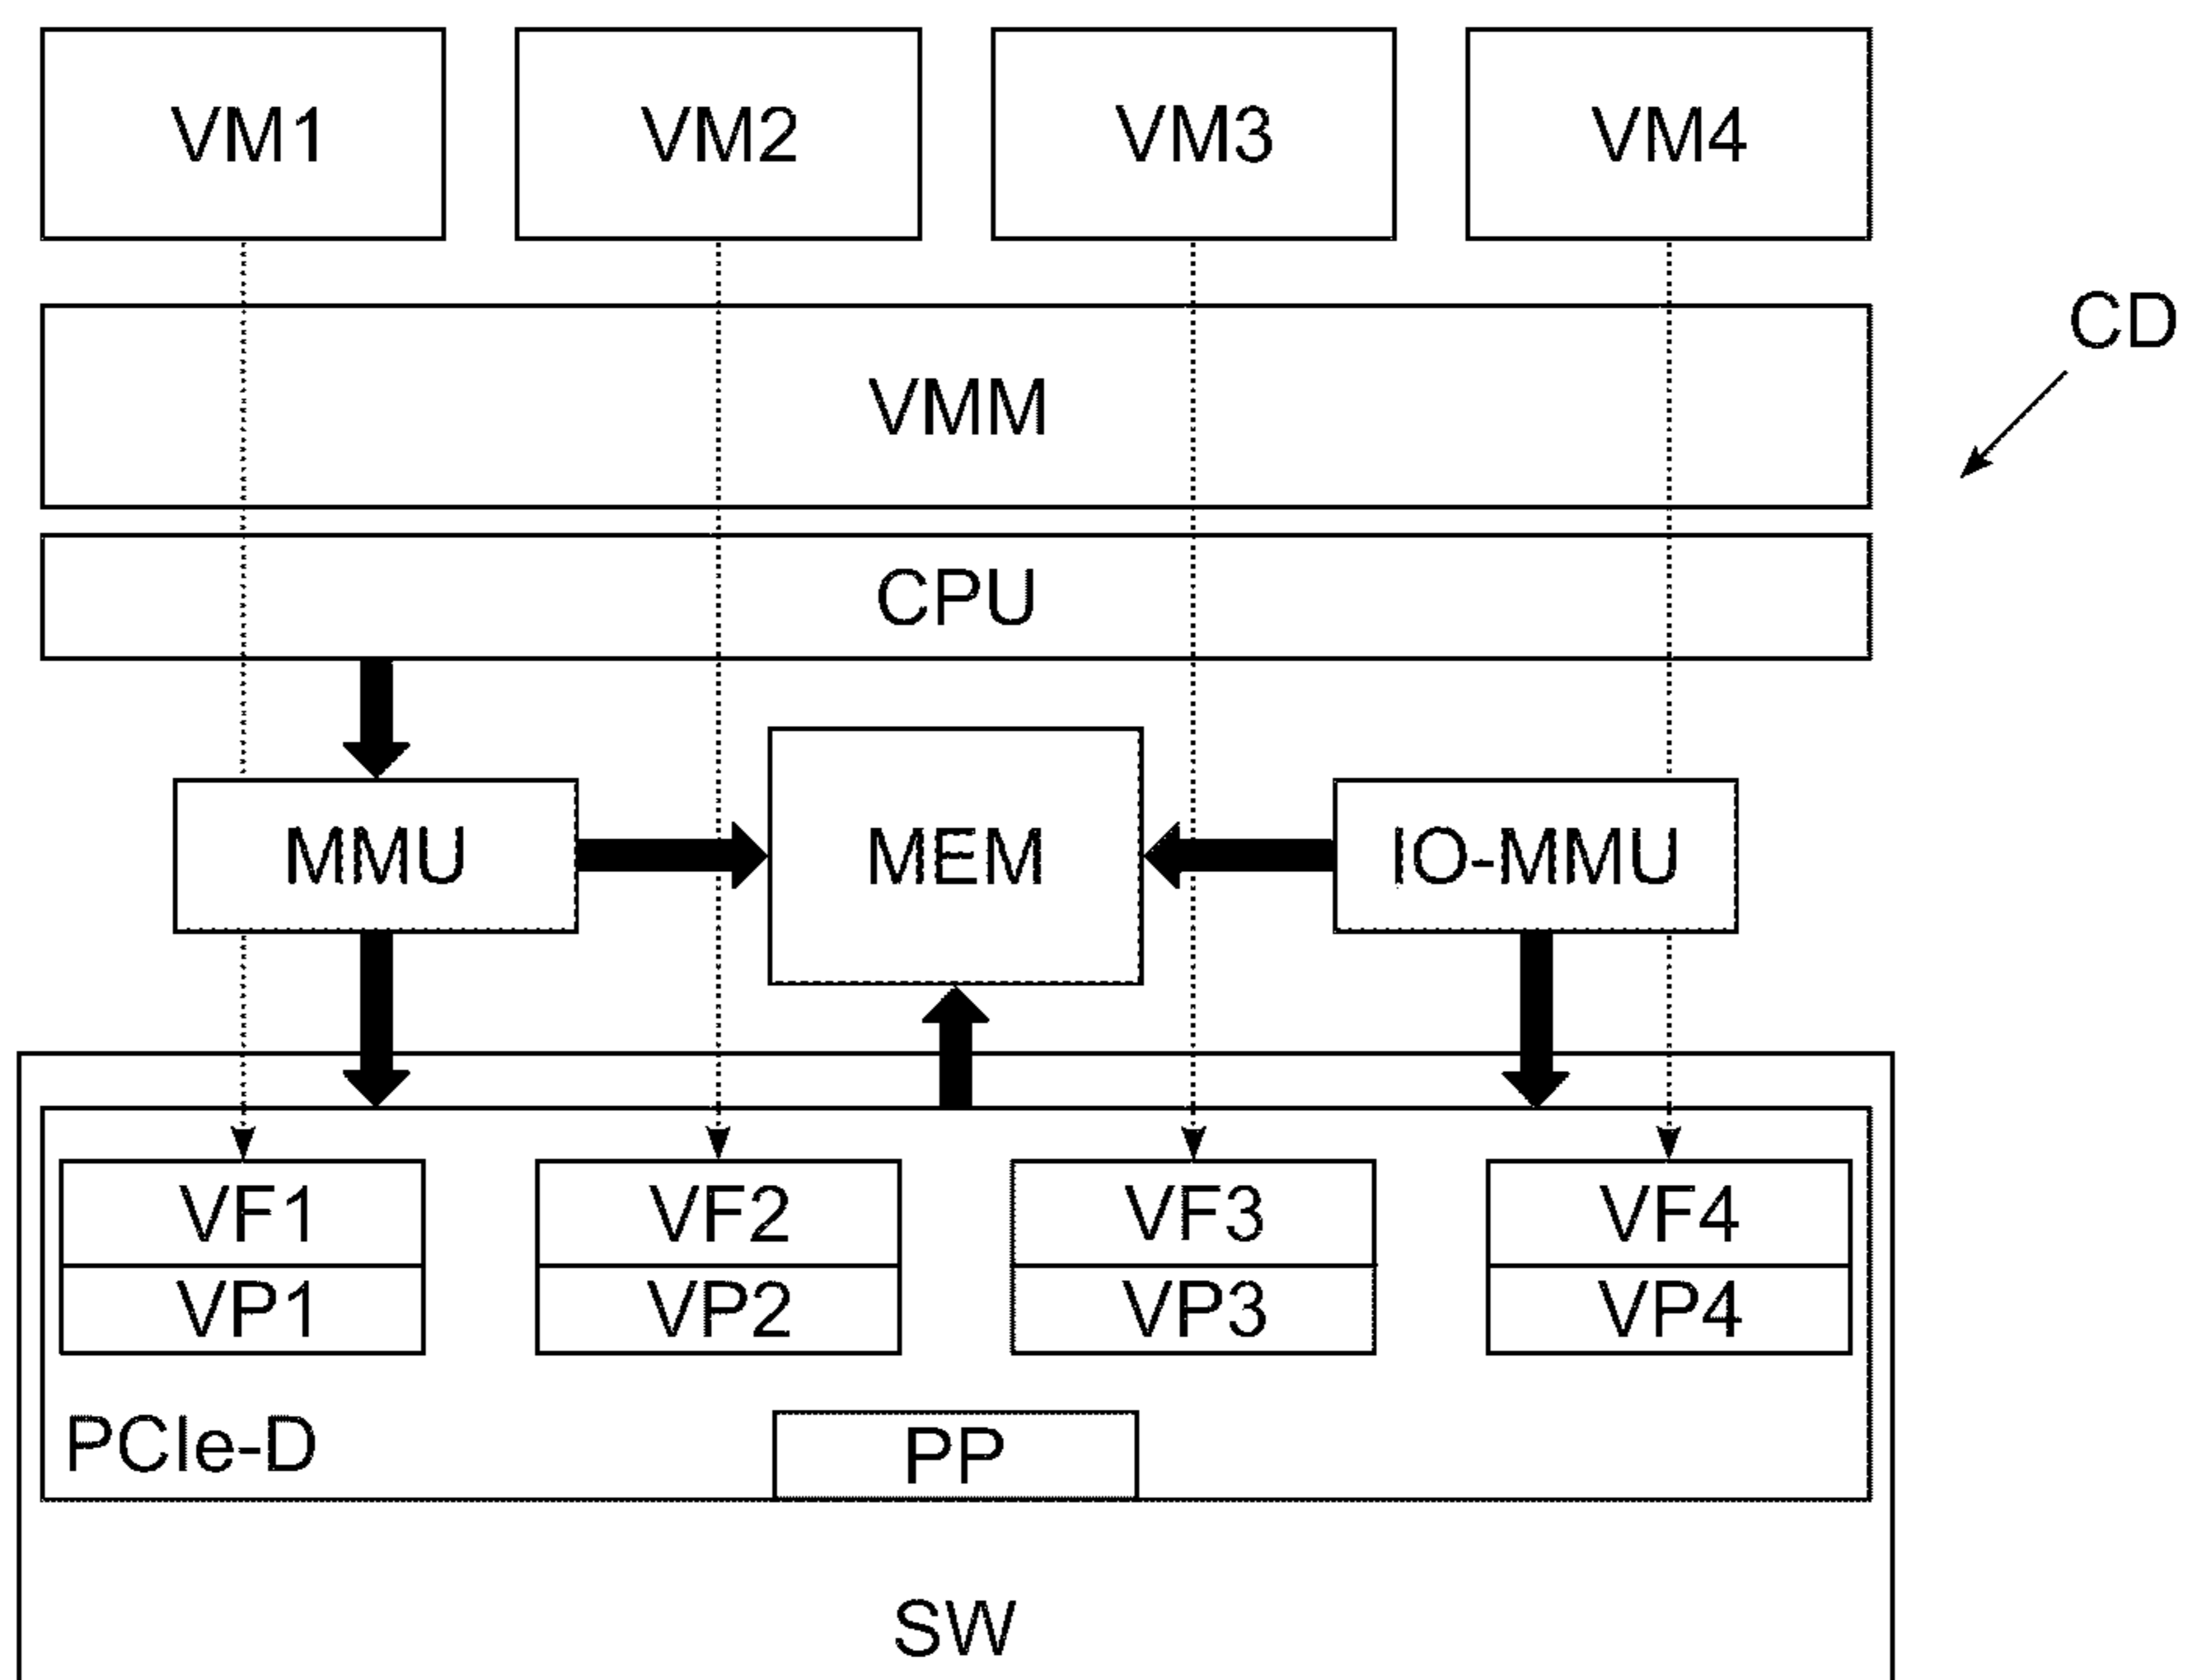 VM1 VM2 VM3 VM4
CD
VMM
CPU
MMU MEM IO-MMU
VF1 VF2 VF3 VF4
VP1 VP2 VP3 VP4
PCIe-D PP
SW